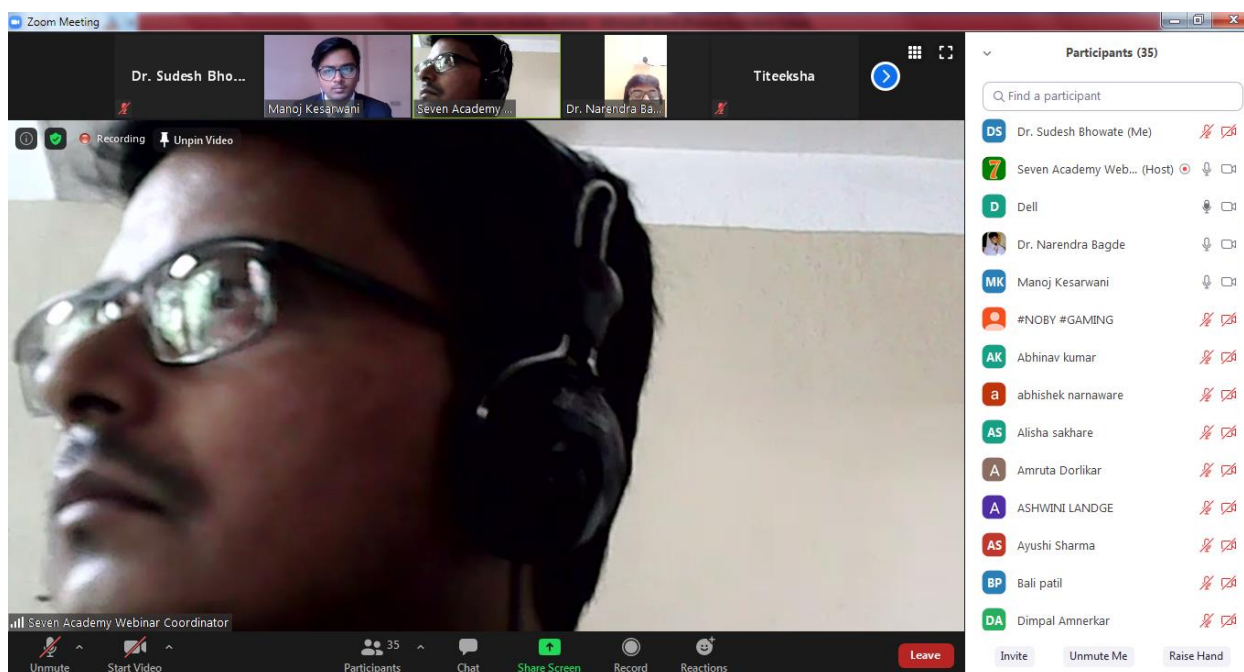 Zoom Meeting
Dr. Sudesh Bho...
Manoj Kesarwani
Seven Academy ...
Dr. Narendra Ba...
Titeeksha
Recording
Unpin Video
Seven Academy Webinar Coordinator
Unmute
Start Video
35
Participants
Chat
Share Screen
Record
Reactions
Leave
Participants (35)
Find a participant
DS Dr. Sudesh Bhowate (Me)
7 Seven Academy Web... (Host)
D Dell
Dr. Narendra Bagde
MK Manoj Kesarwani
#NOBY #GAMING
AK Abhinav kumar
a abhishek narnaware
AS Alisha sakhare
A Amruta Dorlikar
A ASHWINI LANDGE
AS Ayushi Sharma
BP Bali patil
DA Dimpal Amnerkar
Invite Unmute Me Raise Hand